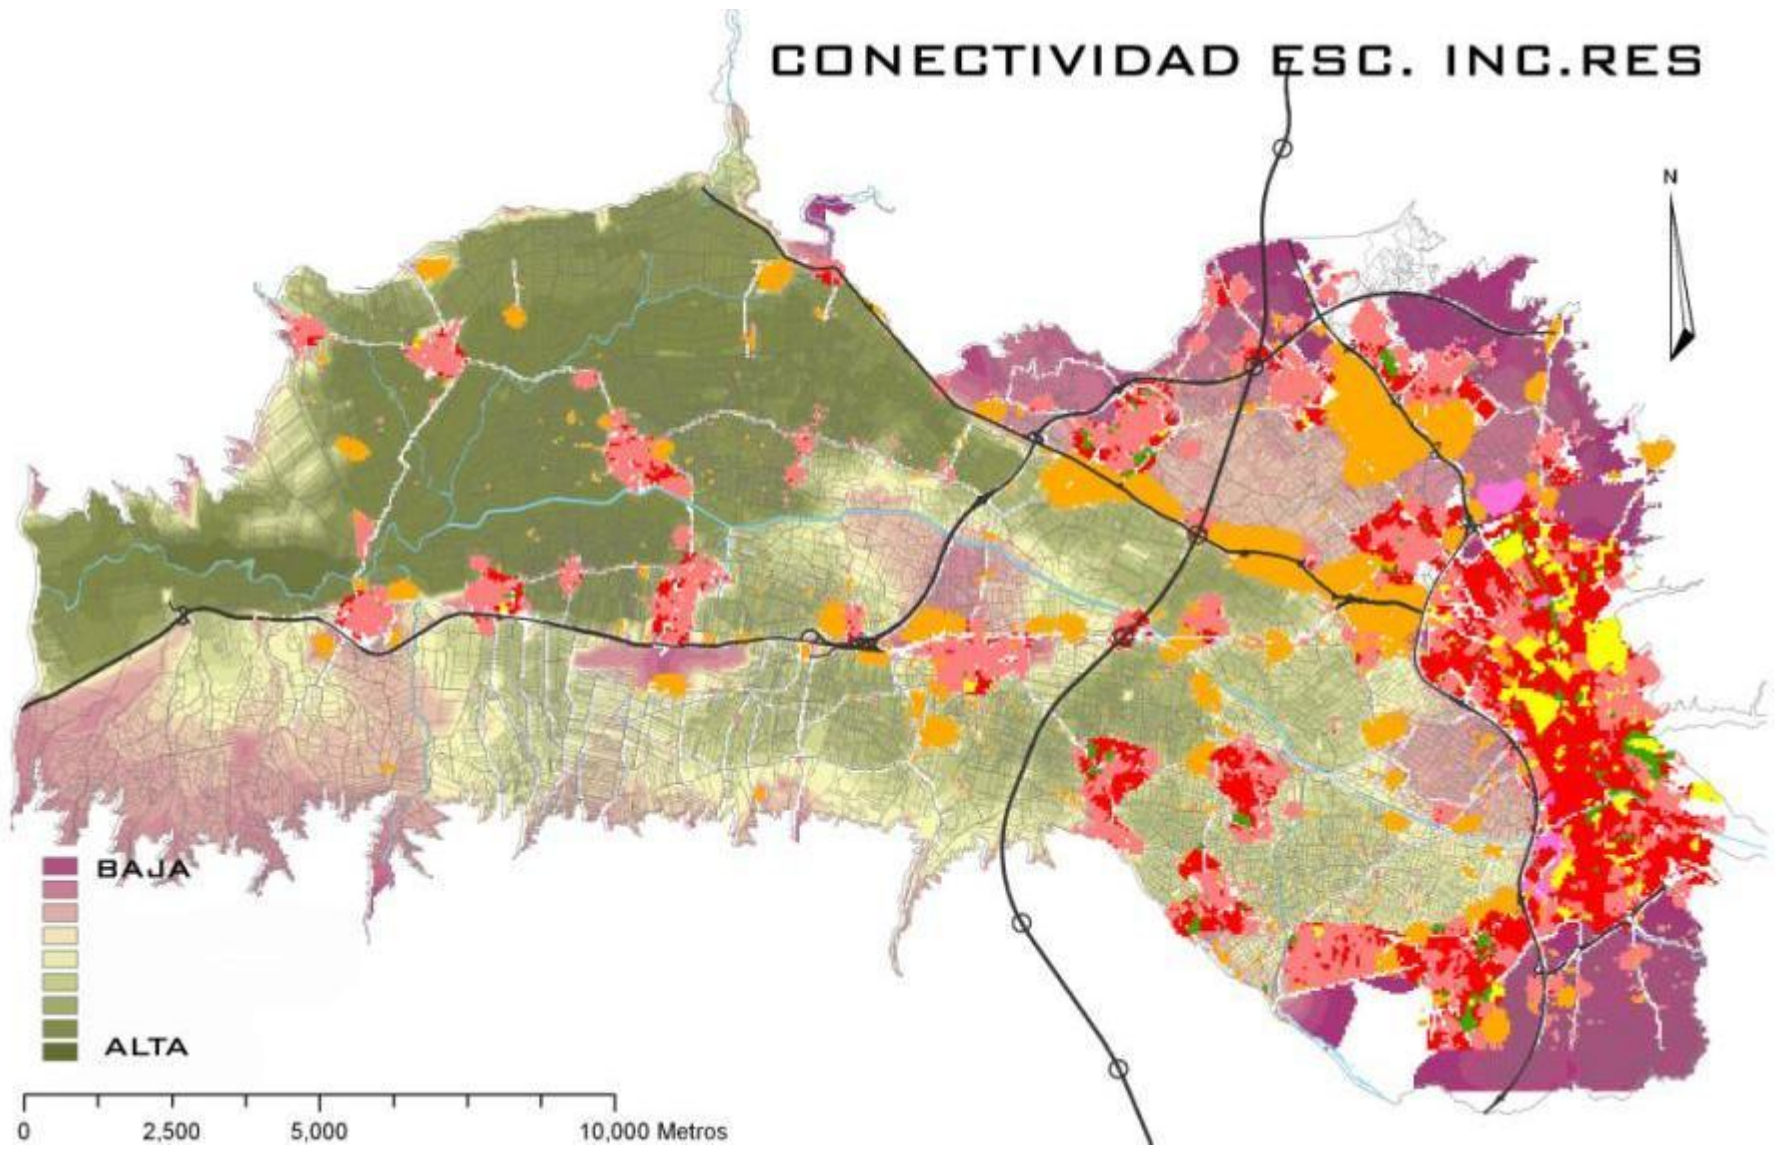 CONECTIVIDAD ESC. INC.RES
N
BAJA
ALTA
0 2,500 5,000 10,000 Metros